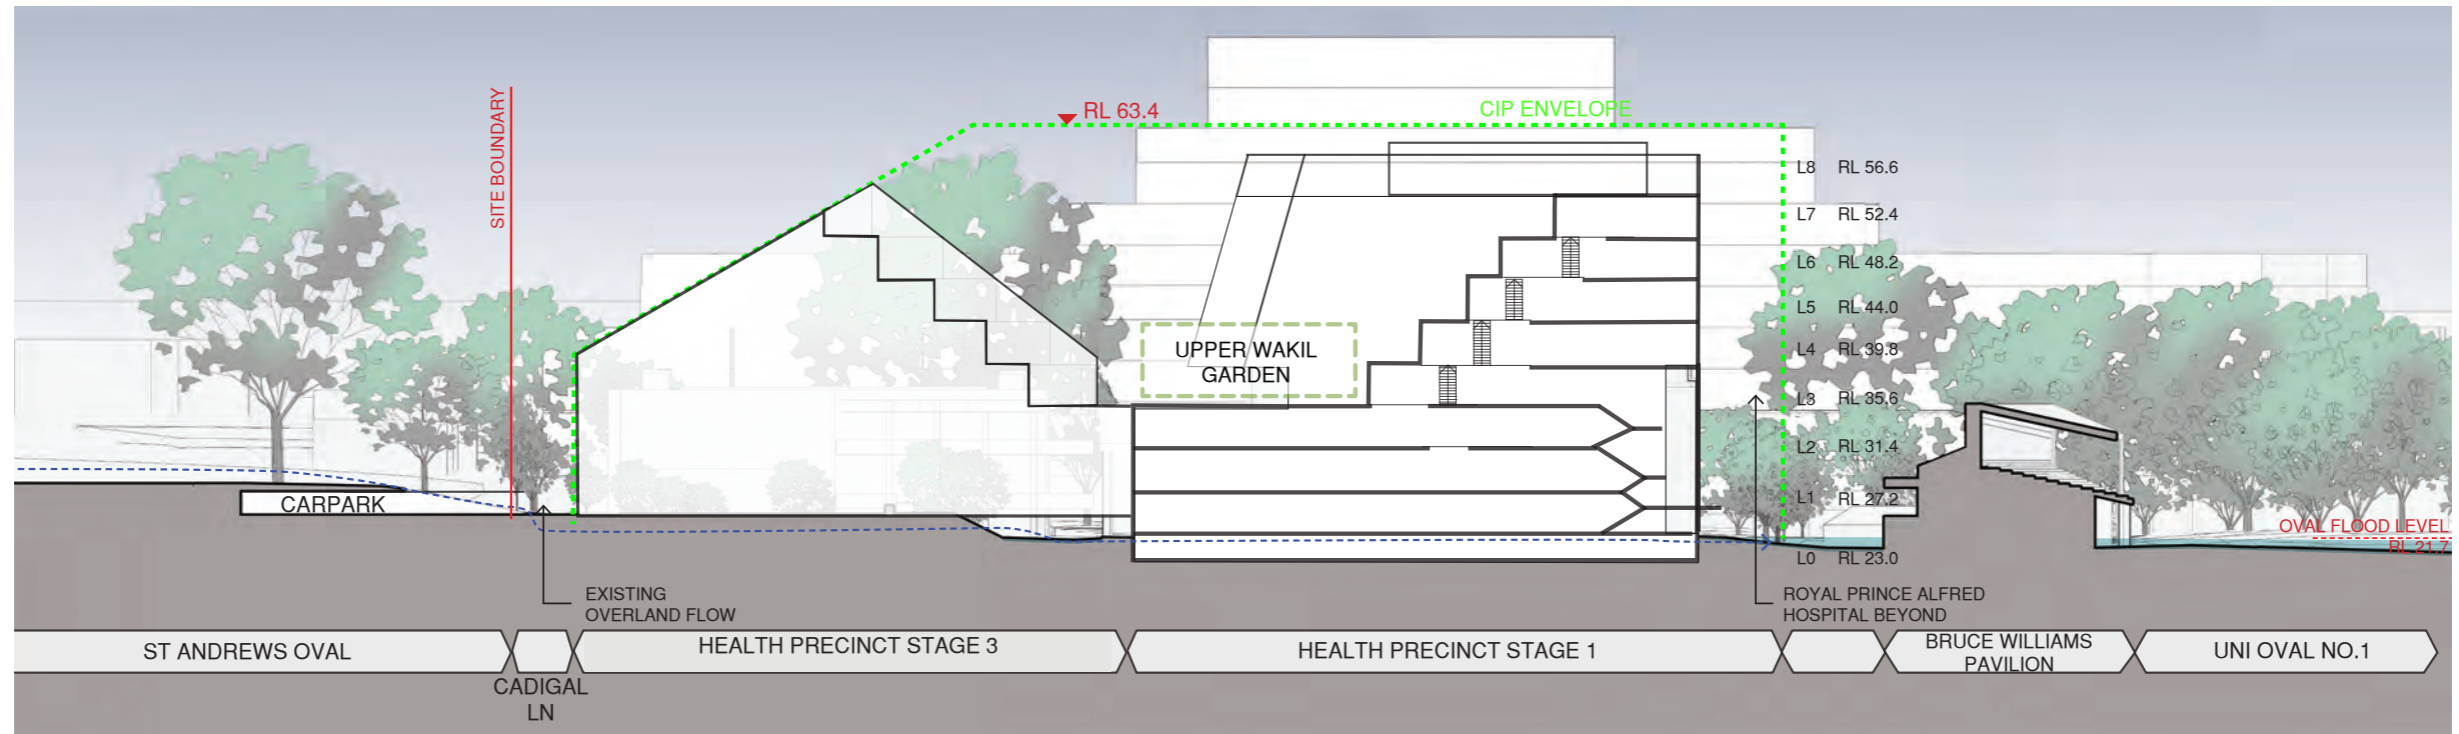 SITE BOUNDARY
RL 63.4
CIP ENVELOPE
L8 RL 56.6
L7 RL 52.4
L6 RL 48.2
L5 RL 44.0
L4 RL 39.8
L3 RL 35.6
L2 RL 31.4
L1 RL 27.2
L0 RL 23.0
UPPER WAKIL
GARDEN
CARPARK
OVAL FLOOD LEVEL
RL 21.7
EXISTING
OVERLAND FLOW
ROYAL PRINCE ALFRED
HOSPITAL BEYOND
ST ANDREWS OVAL
CADIGAL
LN
HEALTH PRECINCT STAGE 3
HEALTH PRECINCT STAGE 1
BRUCE WILLIAMS
PAVILION
UNI OVAL NO.1